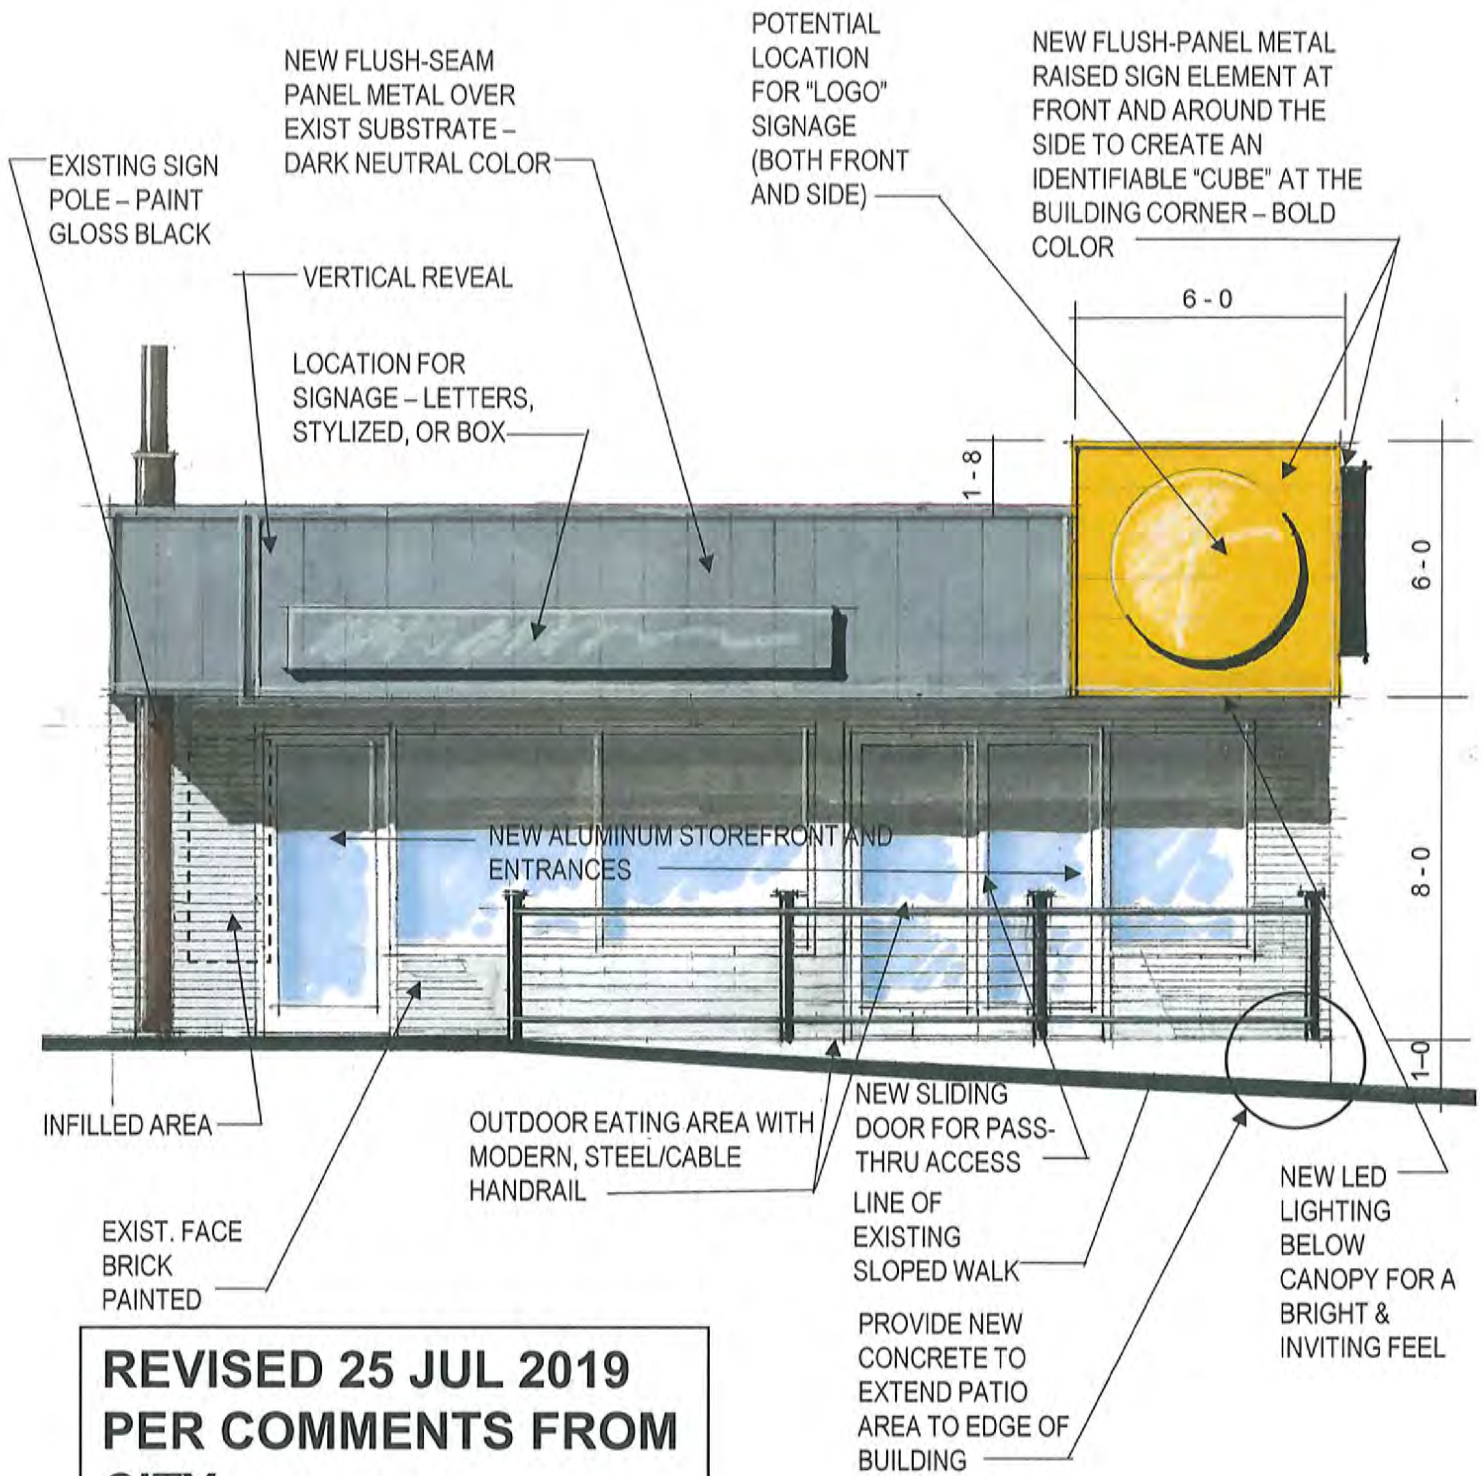 NEW FLUSH-SEAM
PANEL METAL OVER
EXIST SUBSTRATE –
DARK NEUTRAL COLOR
POTENTIAL
LOCATION
FOR “LOGO”
SIGNAGE
(BOTH FRONT
AND SIDE)
NEW FLUSH-PANEL METAL
RAISED SIGN ELEMENT AT
FRONT AND AROUND THE
SIDE TO CREATE AN
IDENTIFIABLE "CUBE" AT THE
BUILDING CORNER – BOLD
COLOR
EXISTING SIGN
POLE – PAINT
GLOSS BLACK
VERTICAL REVEAL
LOCATION FOR
SIGNAGE – LETTERS,
STYLIZED, OR BOX
6 - 0
1 - 8
6 - 0
NEW ALUMINUM STOREFRONT AND
ENTRANCES
8 - 0
1-0
INFILLED AREA
EXIST. FACE
BRICK
PAINTED
OUTDOOR EATING AREA WITH
MODERN, STEEL/CABLE
HANDRAIL
NEW SLIDING
DOOR FOR PASS-
THRU ACCESS
LINE OF
EXISTING
SLOPED WALK
PROVIDE NEW
CONCRETE TO
EXTEND PATIO
AREA TO EDGE OF
BUILDING
NEW LED
LIGHTING
BELOW
CANOPY FOR A
BRIGHT &
INVITING FEEL
REVISED 25 JUL 2019
PER COMMENTS FROM
CITY